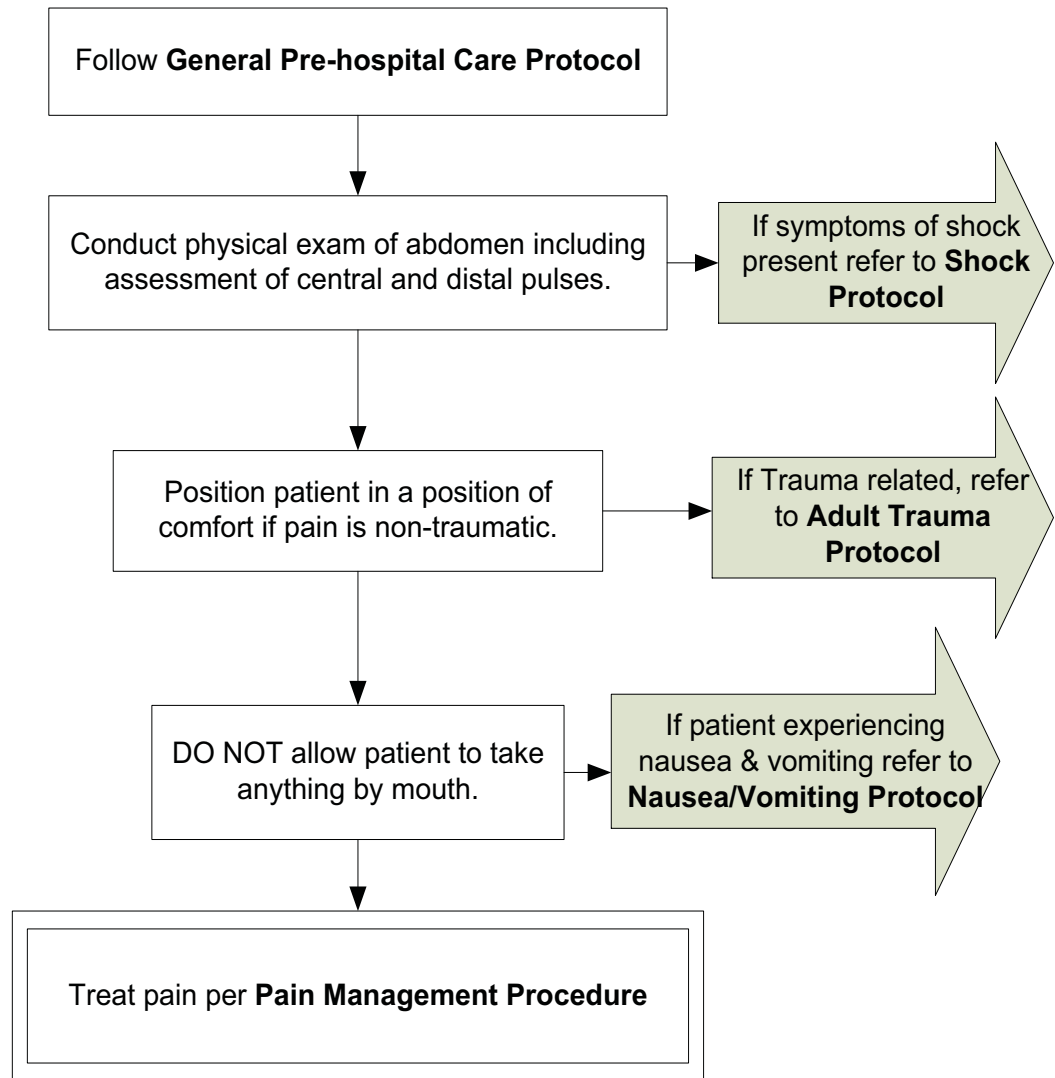 Follow General Pre-hospital Care Protocol
Conduct physical exam of abdomen including
assessment of central and distal pulses.
If symptoms of shock
present refer to Shock
Protocol
Position patient in a position of
comfort if pain is non-traumatic.
If Trauma related, refer
to Adult Trauma
Protocol
DO NOT allow patient to take
anything by mouth.
If patient experiencing
nausea & vomiting refer to
Nausea/Vomiting Protocol
Treat pain per Pain Management Procedure